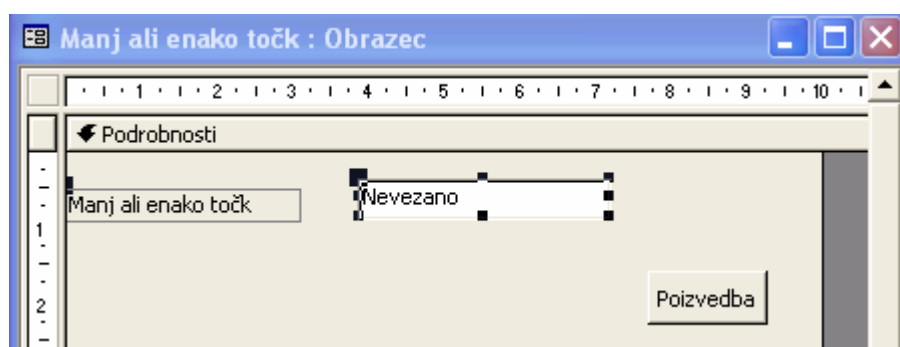 Manj ali enako točk : Obrazec
1 2 3 4 5 6 7 8 9 10
Podrobnosti
Manj ali enako točk
Nevezano
1
Poizvedba
2